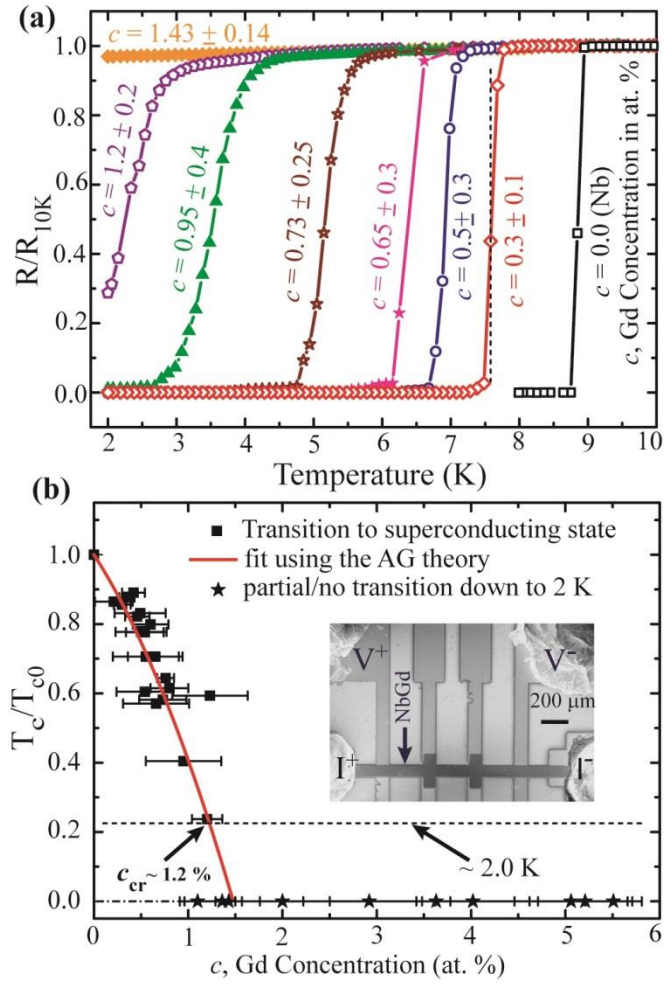 (a)
1.0
0.8
0.6
0.4
0.2
0.0
R/R10K
c = 1.43 ± 0.14
c = 1.2 ± 0.2
c = 0.95 ± 0.4
c = 0.73 ± 0.25
c = 0.65 ± 0.3
c = 0.5± 0.3
c = 0.3 ± 0.1
c = 0.0 (Nb)
c, Gd Concentration in at. %
2 3 4 5 6 7 8 9 10
Temperature (K)
(b)
Transition to superconducting state
fit using the AG theory
partial/no transition down to 2 K
1.0
0.8
0.6
0.4
0.2
0.0
Tc/Tc0
V+
V-
NbGd
200 μm
I+
I-
ccr ~ 1.2 %
~ 2.0 K
0 1 2 3 4 5 6
c, Gd Concentration (at. %)